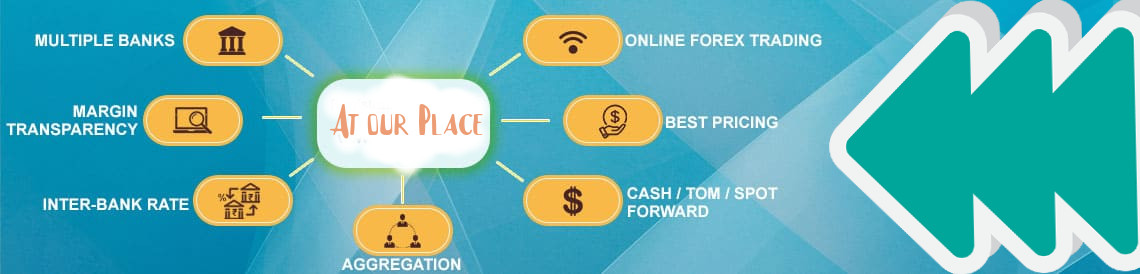 MULTIPLE BANKS
MARGIN
TRANSPARENCY
INTER-BANK RATE
AT OUR PLACE
AGGREGATION
ONLINE FOREX TRADING
BEST PRICING
CASH / TOM / SPOT
FORWARD